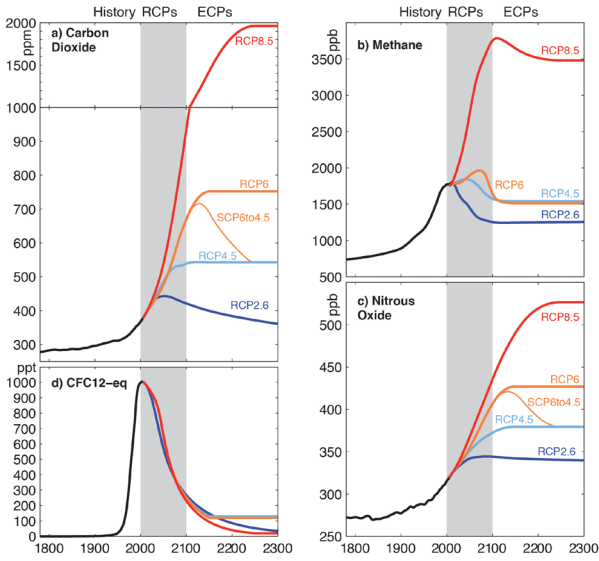 History RCPs ECPs
History RCPs ECPs
a) Carbon
Dioxide
ppm
2000
1500
1000
900
800
700
600
500
400
300
RCP8.5
RCP6
SCP6to4.5
RCP4.5
RCP2.6
b) Methane
ppb
3500
3000
2500
2000
1500
1000
500
RCP8.5
RCP6
RCP4.5
RCP2.6
c) Nitrous
Oxide
ppb
500
450
400
350
300
250
RCP8.5
RCP6
SCP6to4.5
RCP4.5
RCP2.6
1800 1900 2000 2100 2200 2300
d) CFC12−eq
ppt
1000
900
800
700
600
500
400
300
200
100
0
1800 1900 2000 2100 2200 2300